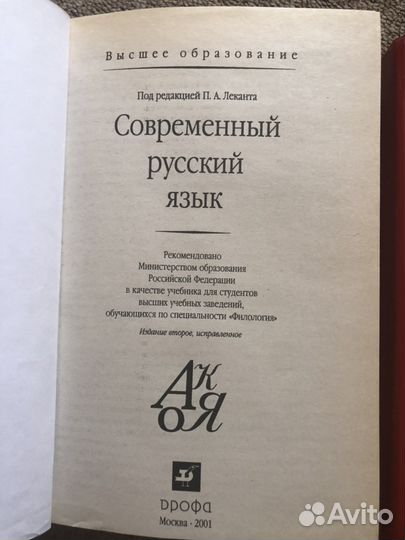 Высшее образование
Под редакцией П. А. Леканта
Современный
русский
язык
Рекомендовано
Министерством образования
Российской Федерации
в качестве учебника для студентов
высших учебных заведений,
обучающихся по специальности «Филология»
Издание второе, исправленное
А К
О Я
ДРОФА
Москва · 2001
Avito